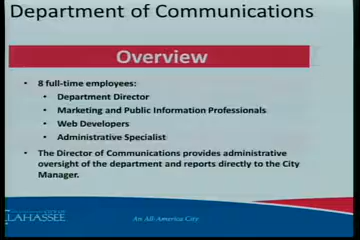 Department of Communications
Overview
• 8 full-time employees:
• Department Director
• Marketing and Public Information Professionals
• Web Developers
• Administrative Specialist
• The Director of Communications provides administrative
oversight of the department and reports directly to the City
Manager.
LAHASSEE
An All-America City